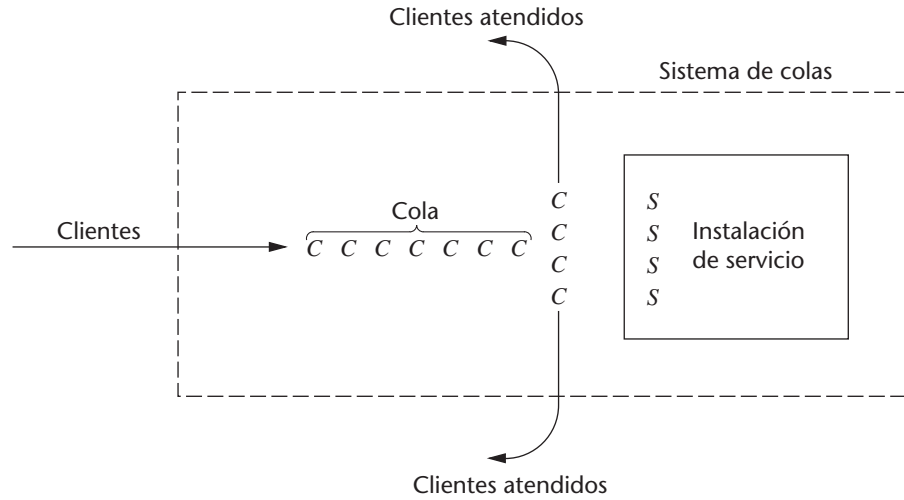 Clientes atendidos
Sistema de colas
Cola
Clientes
C C C C C C C
C
C
C
C
S
S
S
S
Instalación
de servicio
Clientes atendidos